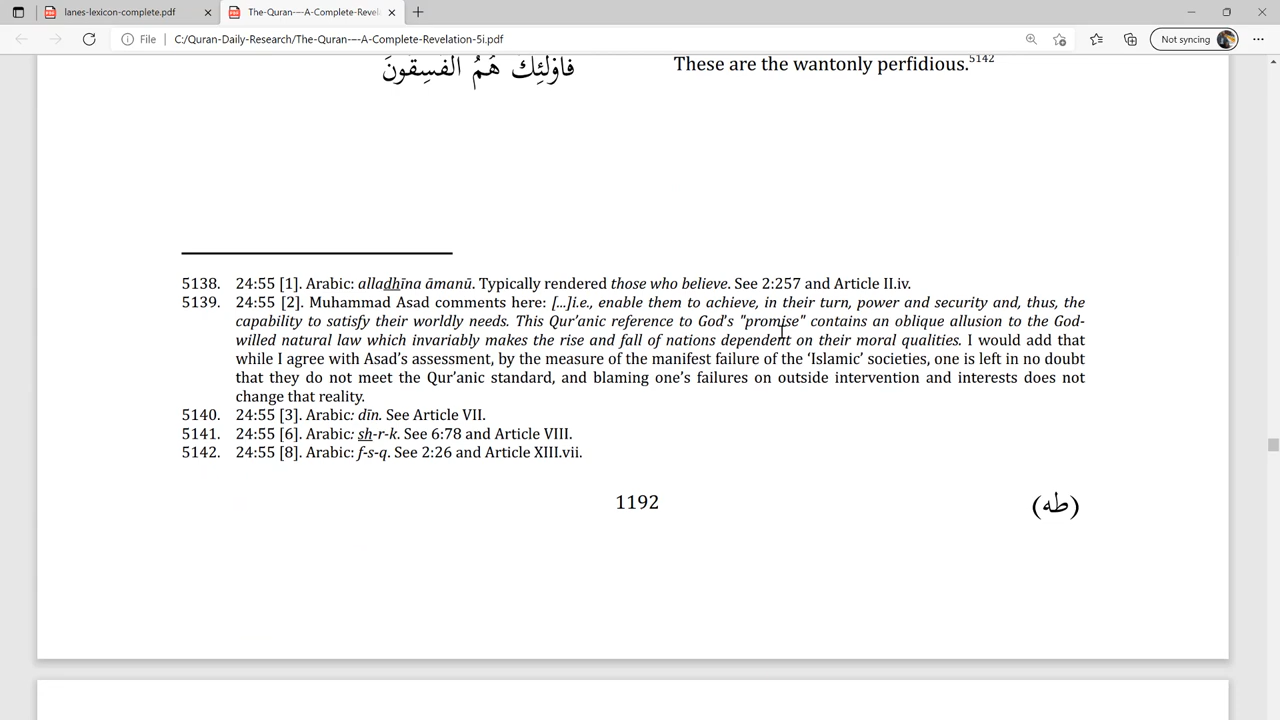 lanes-lexicon-complete.pdf
The-Quran-—A-Complete-Revela
File
C:/Quran-Daily-Research/The-Quran-—A-Complete-Revelation-5i.pdf
Not syncing
فَأُو۟لَٰٓئِكَ هُمُ ٱلْفَٰسِقُونَ
These are the wantonly perfidious.5142
5138. 24:55 [1]. Arabic: alladhīna āmanū. Typically rendered those who believe. See 2:257 and Article II.iv.
5139. 24:55 [2]. Muhammad Asad comments here: [...]i.e., enable them to achieve, in their turn, power and security and, thus, the
capability to satisfy their worldly needs. This Qur'anic reference to God's "promise" contains an oblique allusion to the God-
willed natural law which invariably makes the rise and fall of nations dependent on their moral qualities. I would add that
while I agree with Asad's assessment, by the measure of the manifest failure of the ‘Islamic’ societies, one is left in no doubt
that they do not meet the Qur'anic standard, and blaming one's failures on outside intervention and interests does not
change that reality.
5140. 24:55 [3]. Arabic: dīn. See Article VII.
5141. 24:55 [6]. Arabic: sh-r-k. See 6:78 and Article VIII.
5142. 24:55 [8]. Arabic: f-s-q. See 2:26 and Article XIII.vii.
1192
(طه)